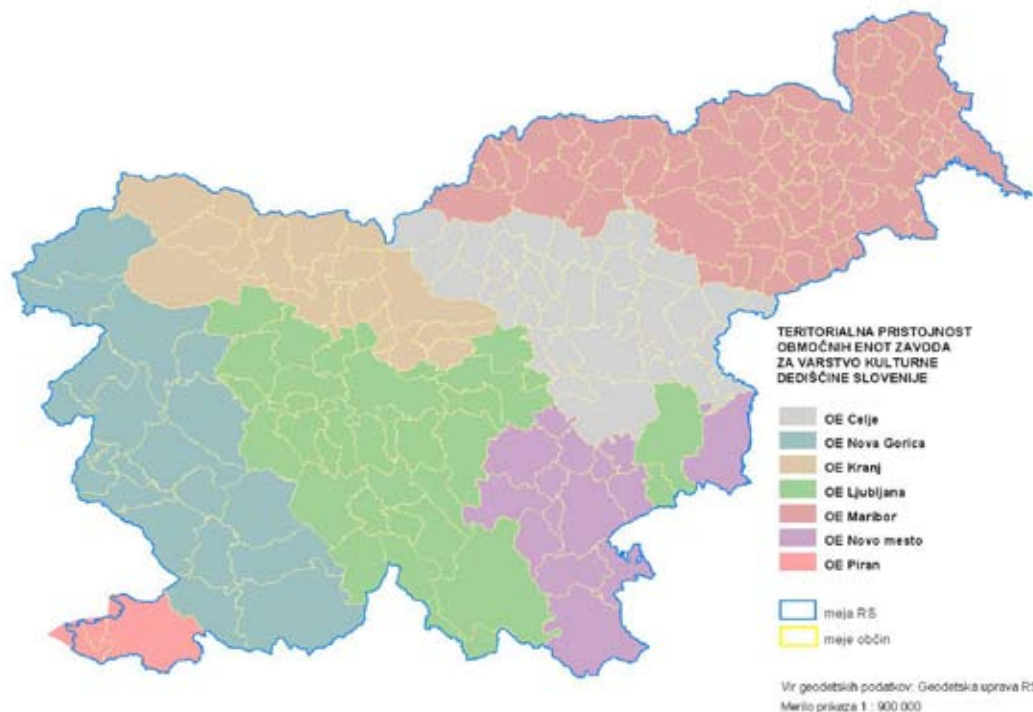 TERITORIALNA PRISTOJNOST
OBMOČNIH ENOT ZAVODA
ZA VARSTVO KULTURNE
DEDIŠČINE SLOVENIJE
OE Celje
OE Nova Gorica
OE Kranj
OE Ljubljana
OE Maribor
OE Novo mesto
OE Piran
meja RS
meje občin
Vir geodetskih podatkov: Geodetska uprava RS
Merilo prikaza 1 : 900 000